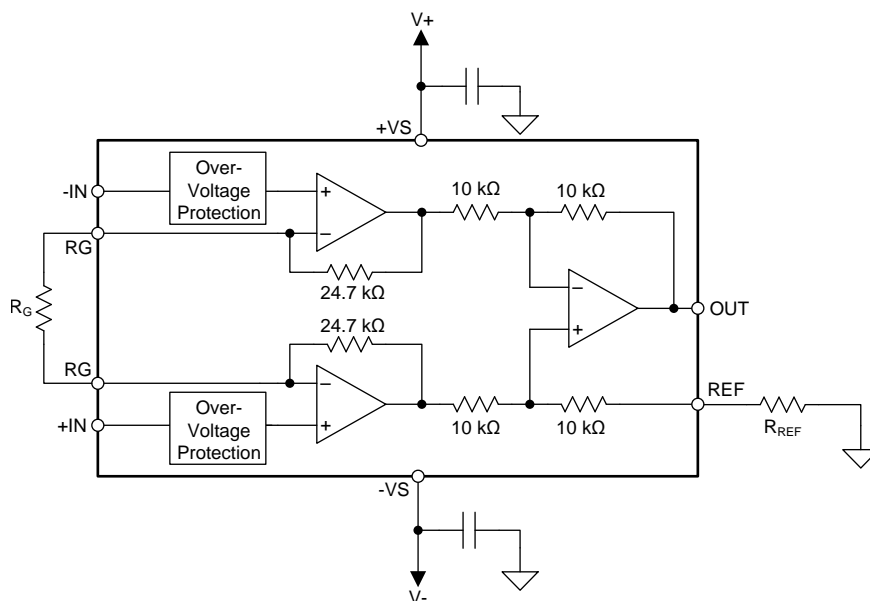 V+
+VS
Over-
Voltage
Protection
-IN
10 kΩ
10 kΩ
RG
24.7 kΩ
RG
OUT
24.7 kΩ
RG
REF
Over-
Voltage
Protection
+IN
10 kΩ
10 kΩ
RREF
-VS
V-